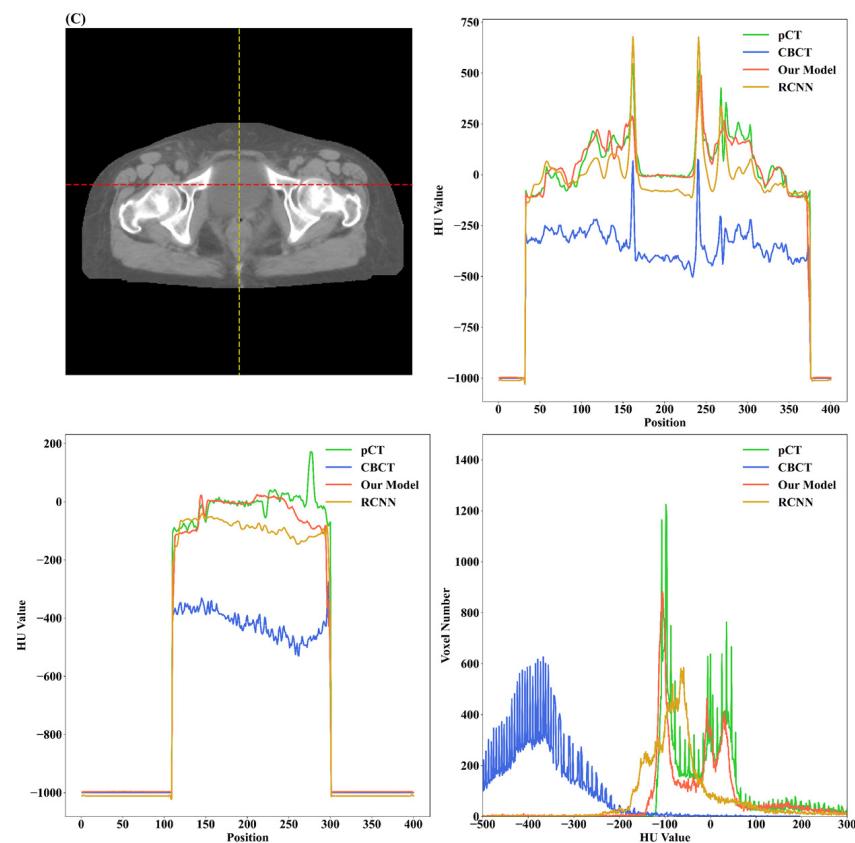 (C)
750
500
250
0
−250
−500
−750
−1000
HU Value
0
50
100
150
200
250
300
350
400
Position
pCT
CBCT
Our Model
RCNN
200
0
−200
−400
−600
−800
−1000
HU Value
0
50
100
150
200
250
300
350
400
Position
pCT
CBCT
Our Model
RCNN
1400
1200
1000
800
600
400
200
0
Voxel Number
−500
−400
−300
−200
−100
0
100
200
300
HU Value
pCT
CBCT
Our Model
RCNN